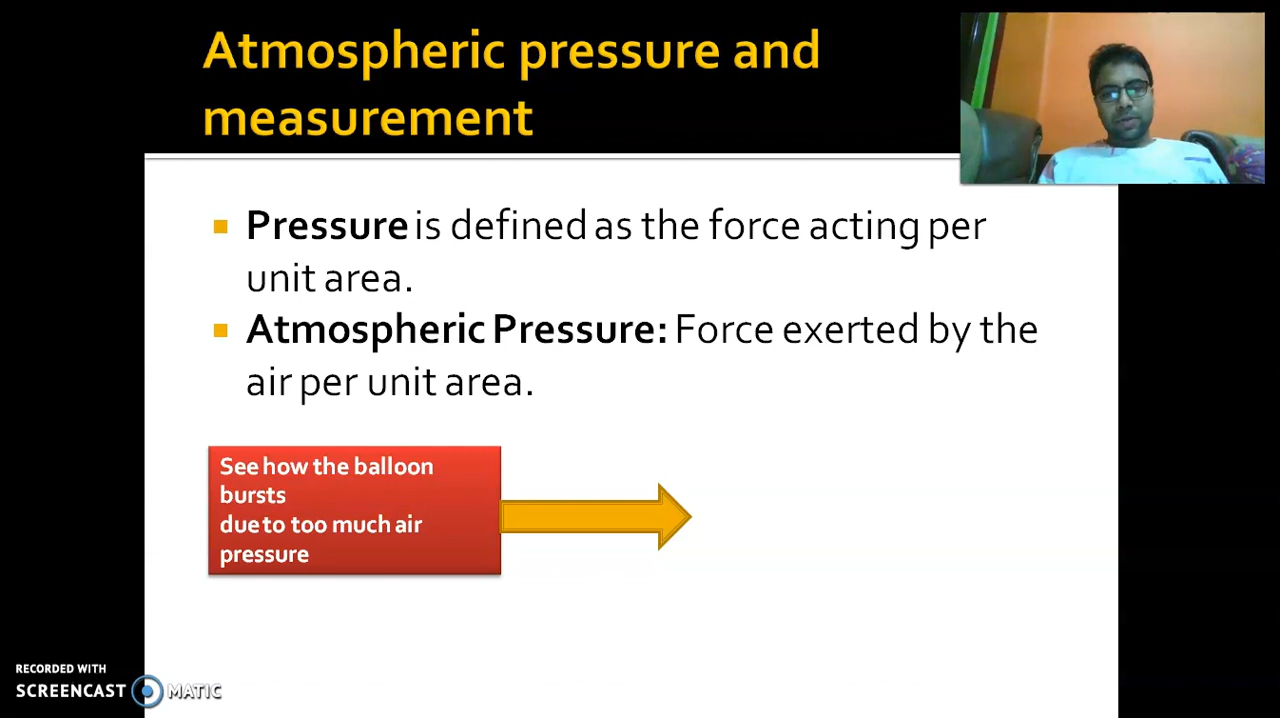 Atmospheric pressure and
measurement
Pressure is defined as the force acting per
unit area.
Atmospheric Pressure: Force exerted by the
air per unit area.
See how the balloon
bursts
due to too much air
pressure
RECORDED WITH
SCREENCAST MATIC